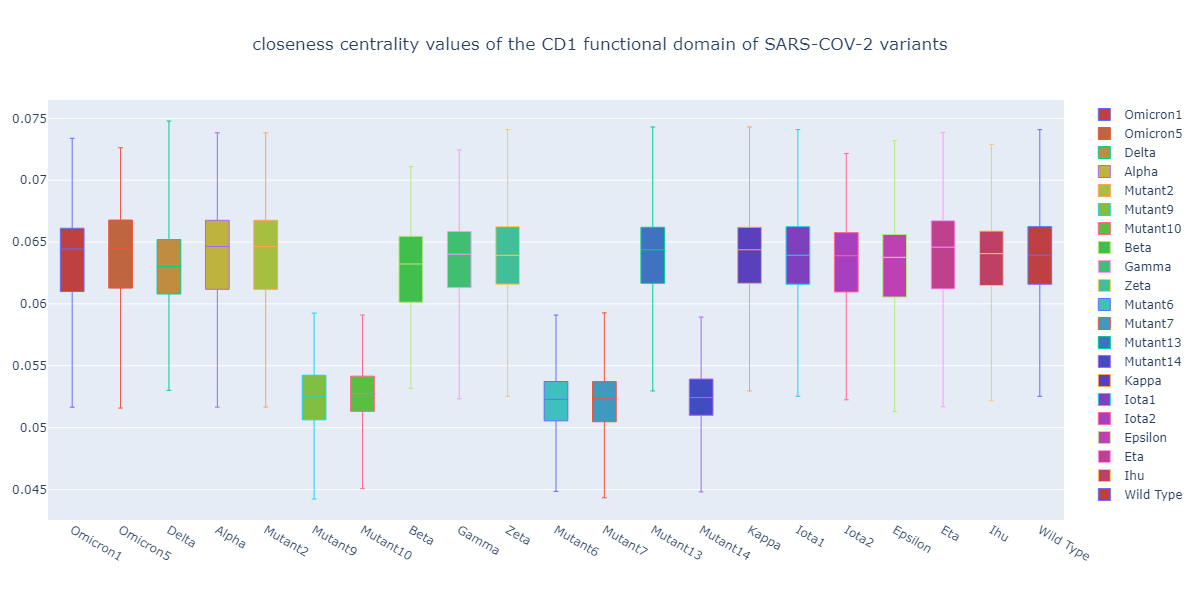 closeness centrality values of the CD1 functional domain of SARS-COV-2 variants
0.075
0.07
0.065
0.06
0.055
0.05
0.045
Omicron1
Omicron5
Delta
Alpha
Mutant2
Mutant9
Mutant10
Beta
Gamma
Zeta
Mutant6
Mutant7
Mutant13
Mutant14
Kappa
Iota1
Iota2
Epsilon
Eta
Ihu
Wild Type
Omicron1
Omicron5
Delta
Alpha
Mutant2
Mutant9
Mutant10
Beta
Gamma
Zeta
Mutant6
Mutant7
Mutant13
Mutant14
Kappa
Iota1
Iota2
Epsilon
Eta
Ihu
Wild Type